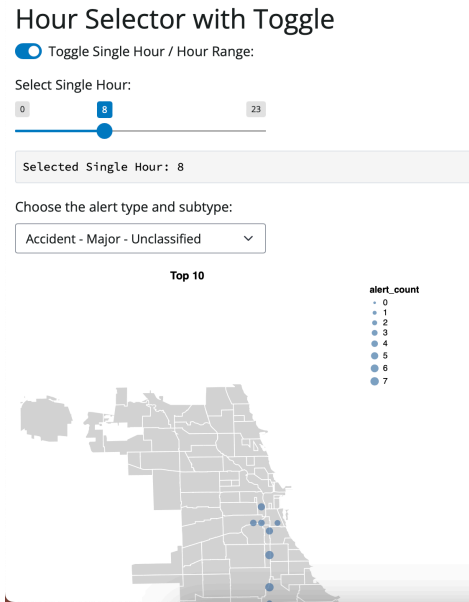 Hour Selector with Toggle
Toggle Single Hour / Hour Range:
Select Single Hour:
0 8 23
Selected Single Hour: 8
Choose the alert type and subtype:
Accident - Major - Unclassified
Top 10
alert_count
0
1
2
3
4
5
6
7